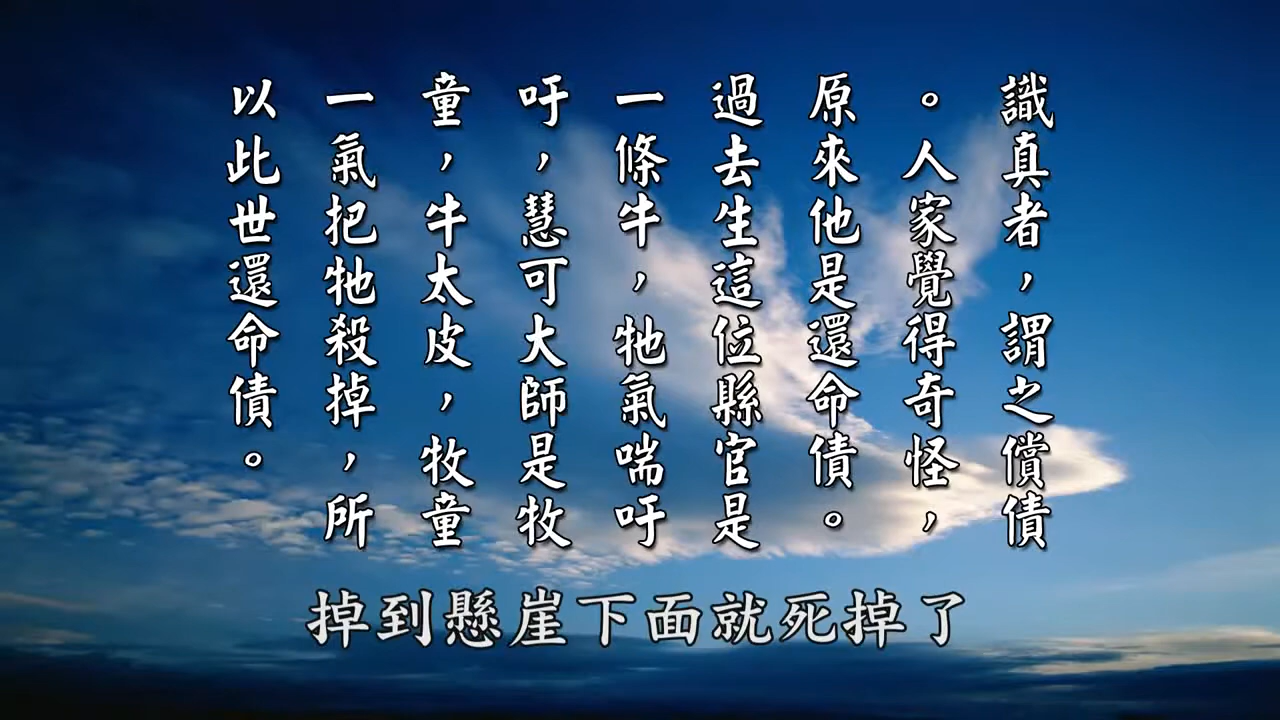 識真者，謂之償債
。人家覺得奇怪，
原來他是還命債。
過去生這位縣官是
一條牛，牠氣喘吁
吁，慧可大師是牧
童，牛太皮，牧童
一氣把牠殺掉，所
以此世還命債。
掉到懸崖下面就死掉了